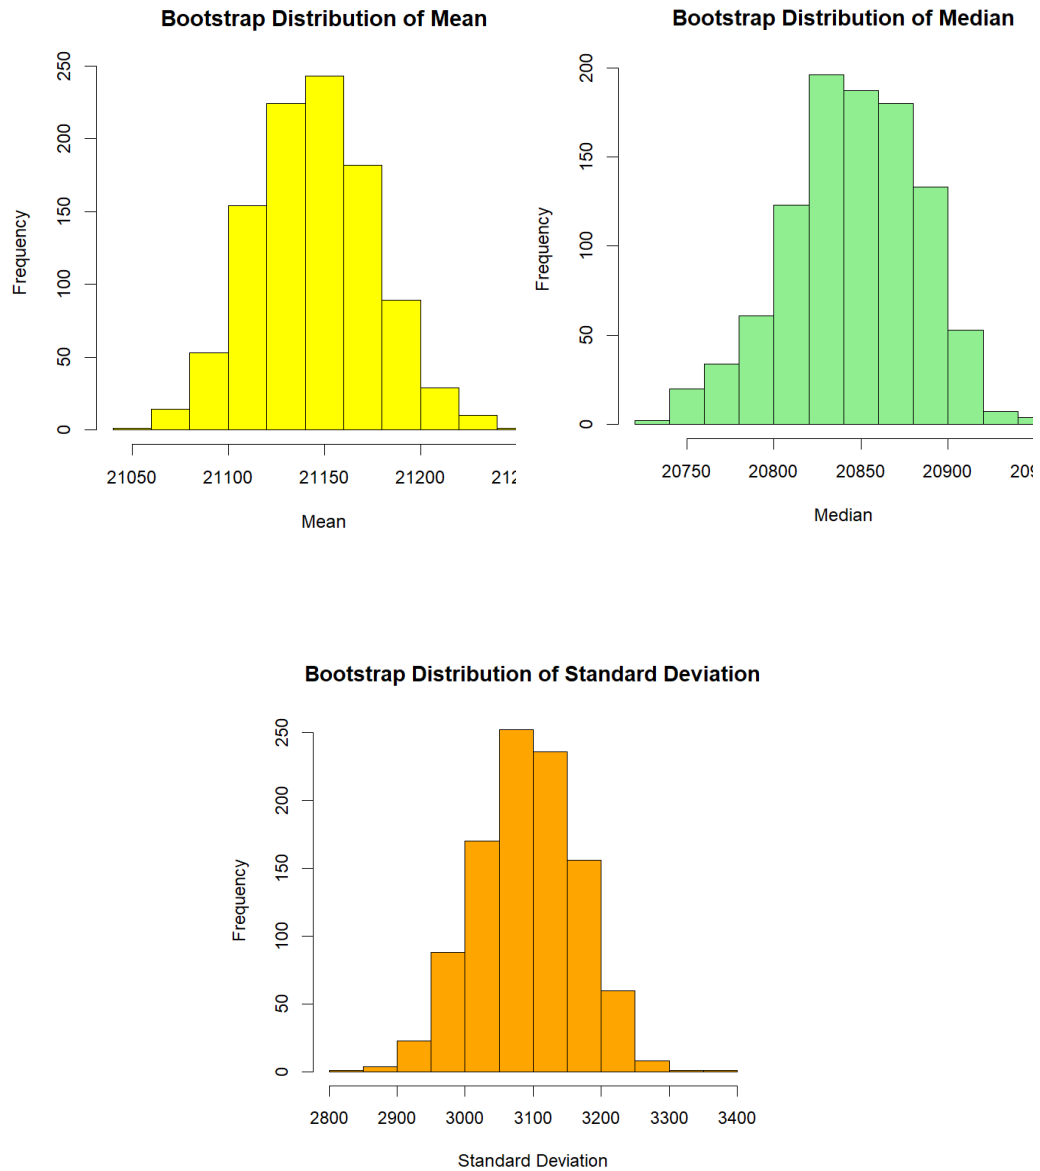 Bootstrap Distribution of Mean
250
200
150
100
50
0
Frequency
21050 21100 21150 21200
Mean
Bootstrap Distribution of Median
200
150
100
50
0
Frequency
20750 20800 20850 20900
Median
Bootstrap Distribution of Standard Deviation
250
200
150
100
50
0
Frequency
2800 2900 3000 3100 3200 3300 3400
Standard Deviation